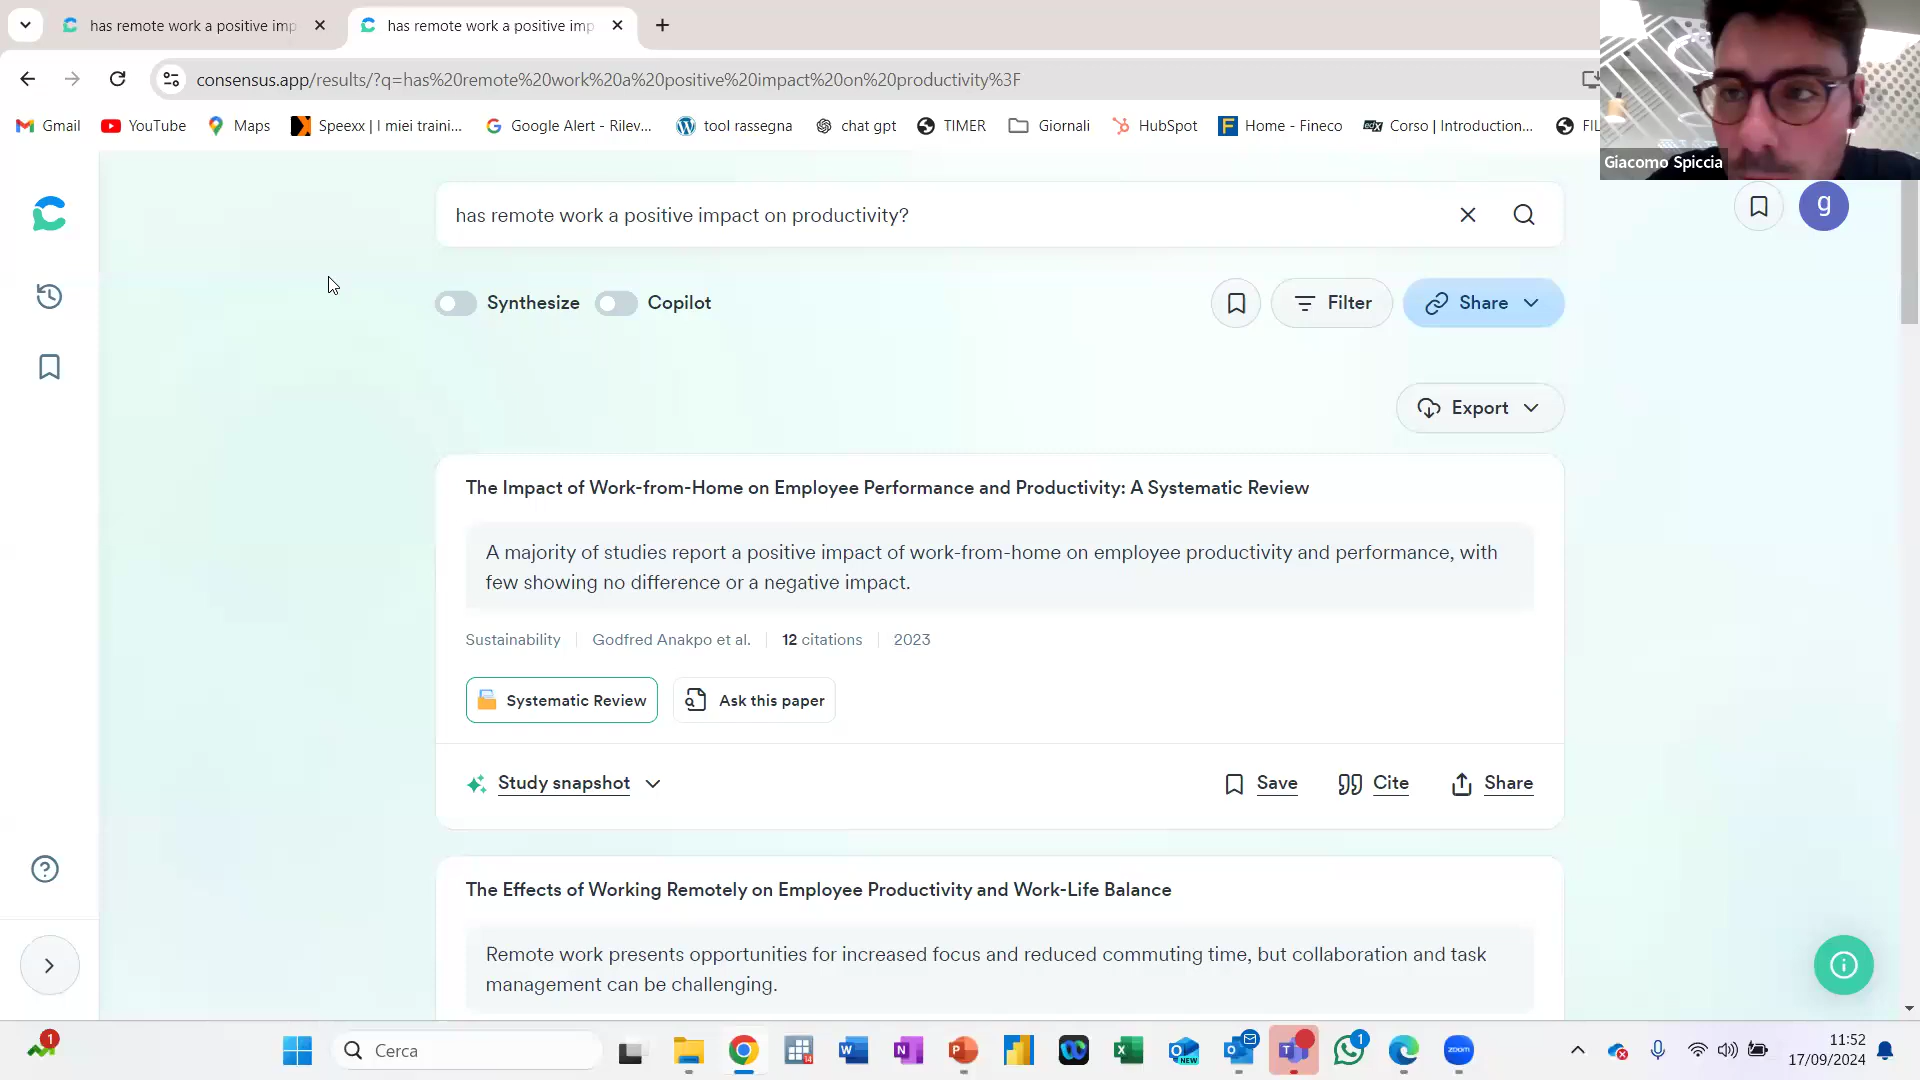 has remote work a positive imp
has remote work a positive imp
consensus.app/results/?q=has%20remote%20work%20a%20positive%20impact%20on%20productivity%3F
Gmail
YouTube
Maps
Speexx | I miei traini...
Google Alert - Rilev...
tool rassegna
chat gpt
TIMER
Giornali
HubSpot
Home - Fineco
Corso | Introduction...
FIL
Giacomo Spiccia
has remote work a positive impact on productivity?
g
Synthesize
Copilot
Filter
Share
Export
The Impact of Work-from-Home on Employee Performance and Productivity: A Systematic Review
A majority of studies report a positive impact of work-from-home on employee productivity and performance, with
few showing no difference or a negative impact.
Sustainability
Godfred Anakpo et al.
12 citations
2023
Systematic Review
Ask this paper
Study snapshot
Save
Cite
Share
The Effects of Working Remotely on Employee Productivity and Work-Life Balance
Remote work presents opportunities for increased focus and reduced commuting time, but collaboration and task
management can be challenging.
1
Cerca
14
NEW
1
zoom
11:52
17/09/2024